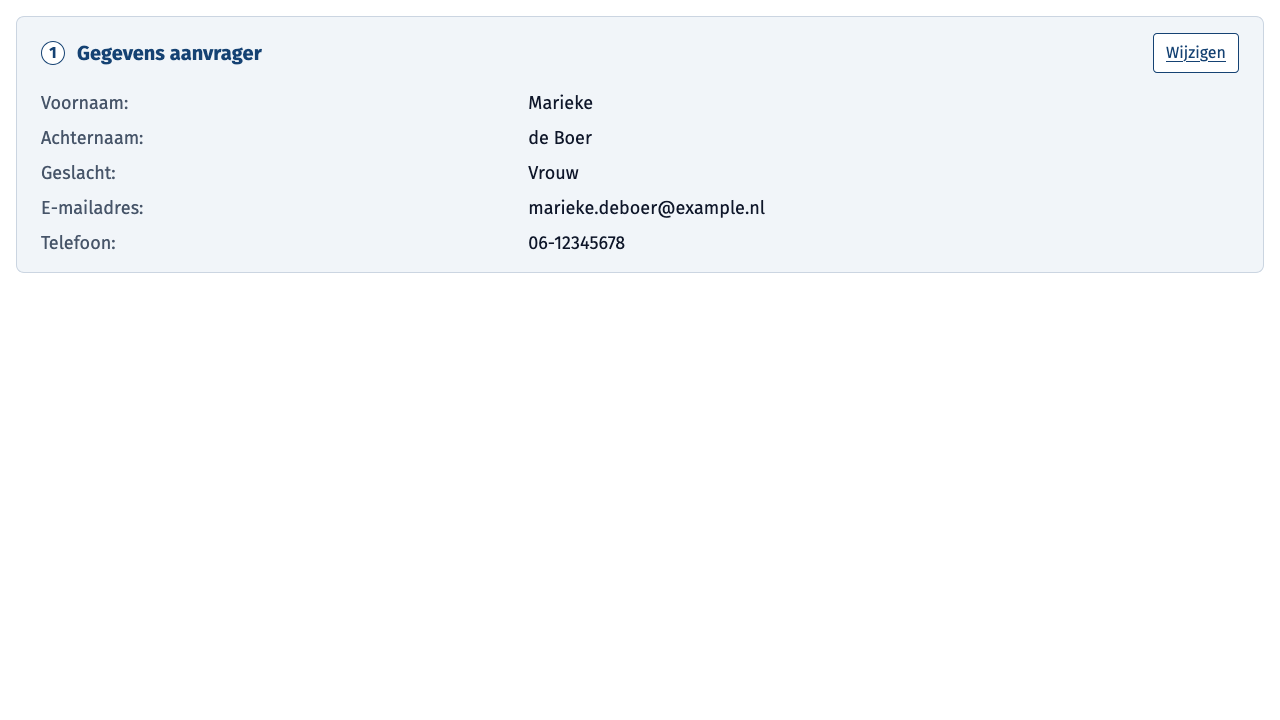 1 Gegevens aanvrager Wijzigen
Voornaam: Marieke
Achternaam: de Boer
Geslacht: Vrouw
E-mailadres: marieke.deboer@example.nl
Telefoon: 06-12345678